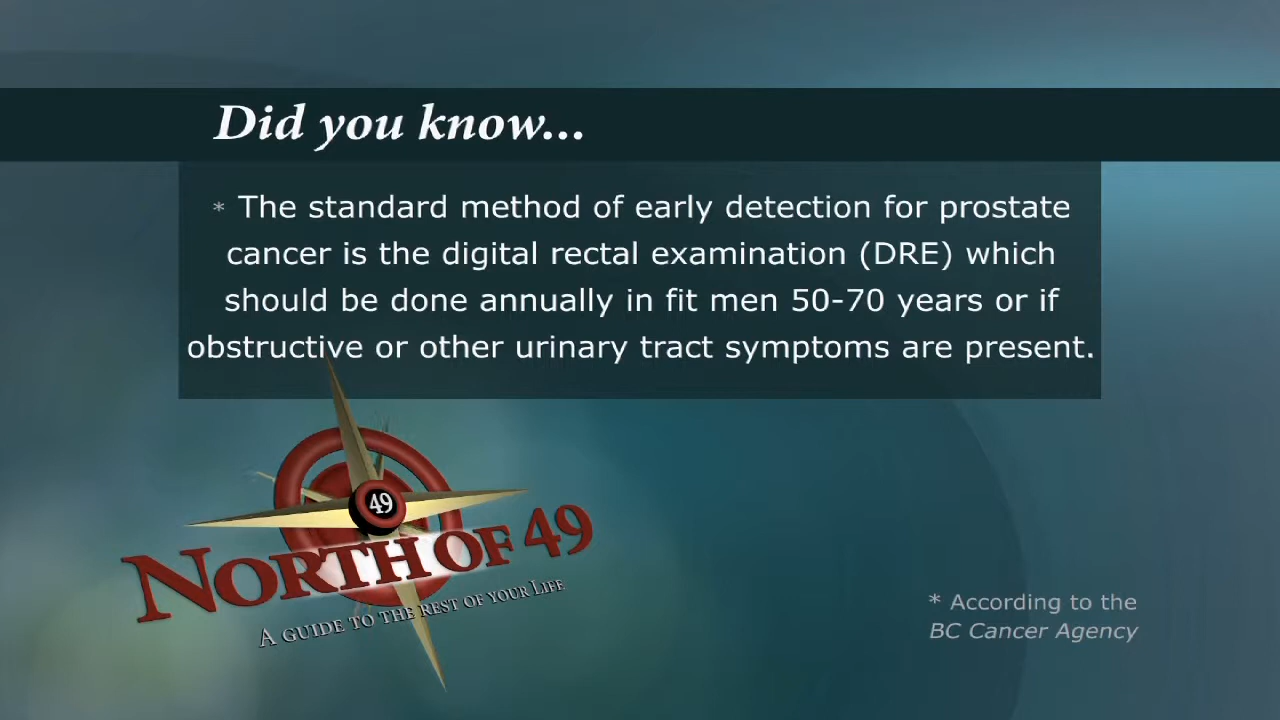 Did you know...
* The standard method of early detection for prostate
cancer is the digital rectal examination (DRE) which
should be done annually in fit men 50-70 years or if
obstructive or other urinary tract symptoms are present.
49
NORTH OF 49
A GUIDE TO THE REST OF YOUR LIFE
* According to the
BC Cancer Agency